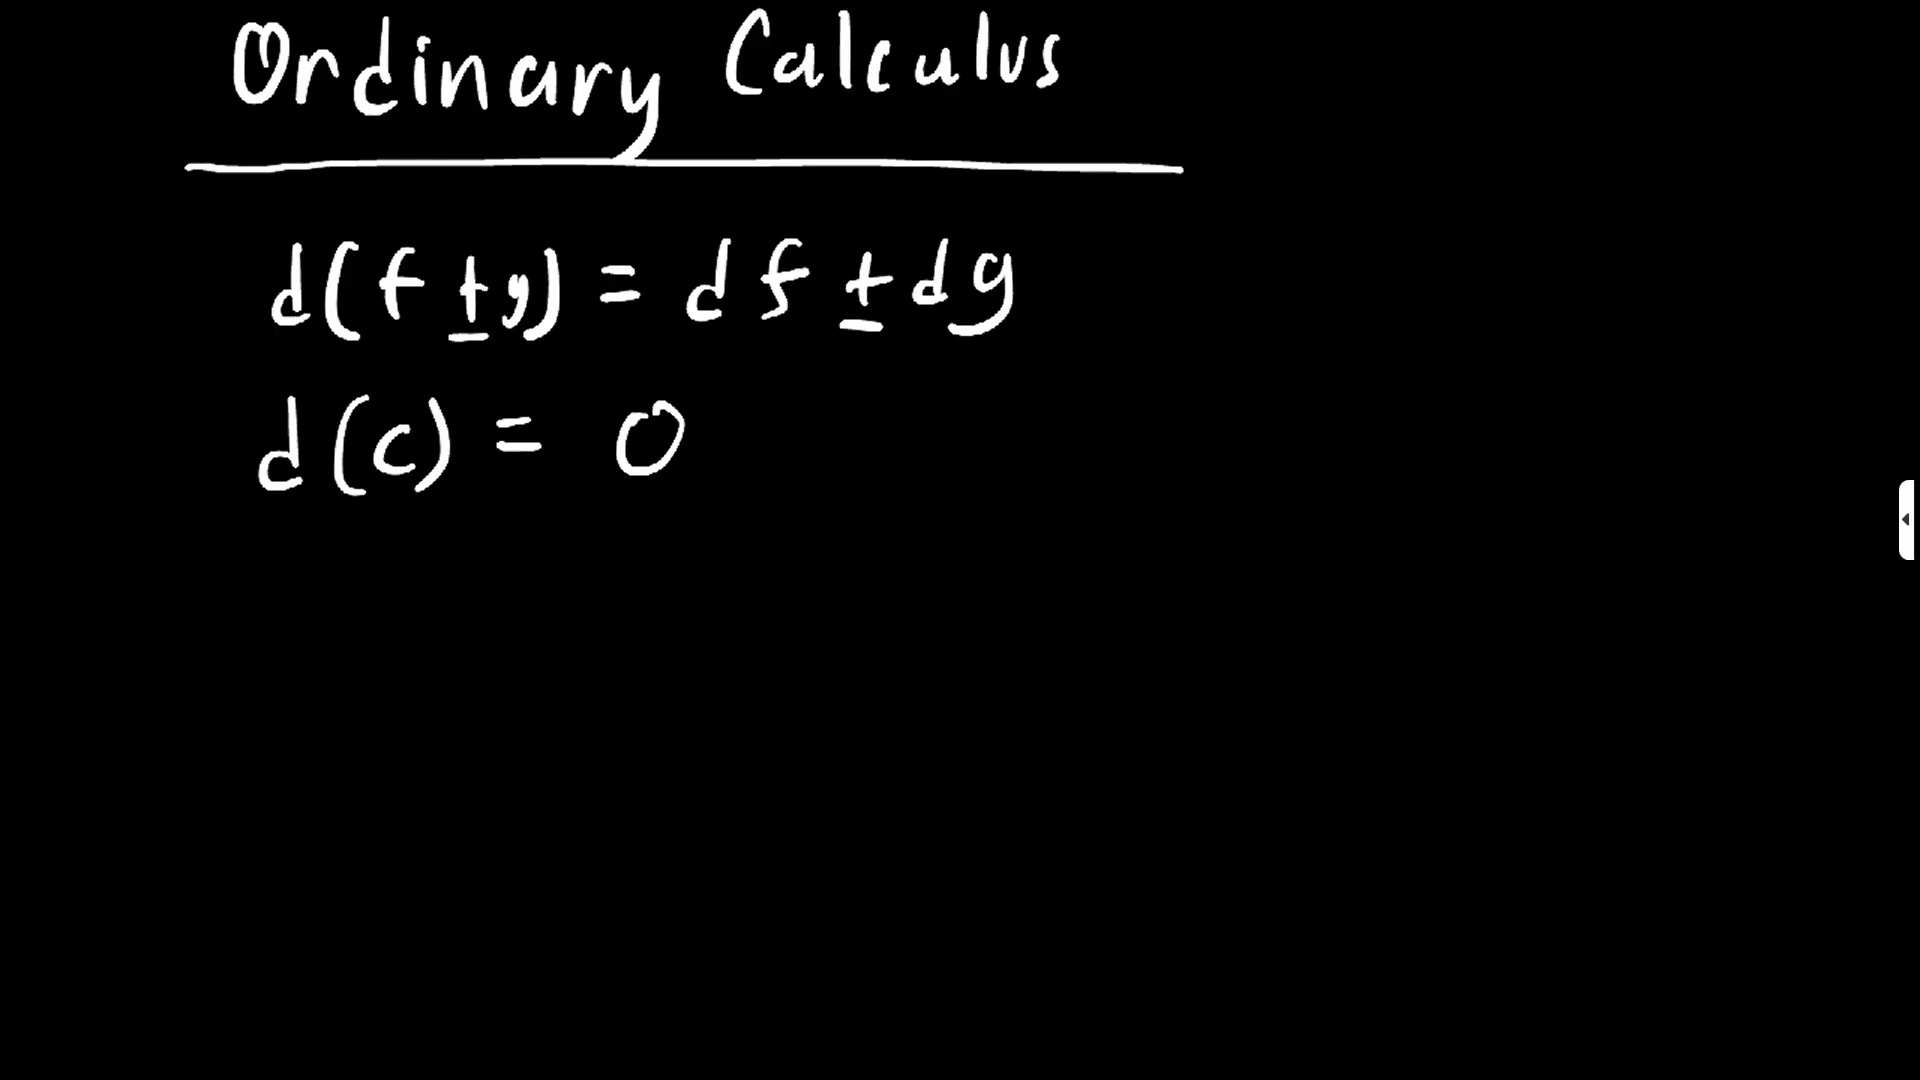 Ordinary Calculus
d(f ± g) = df ± dg
d(c) = 0